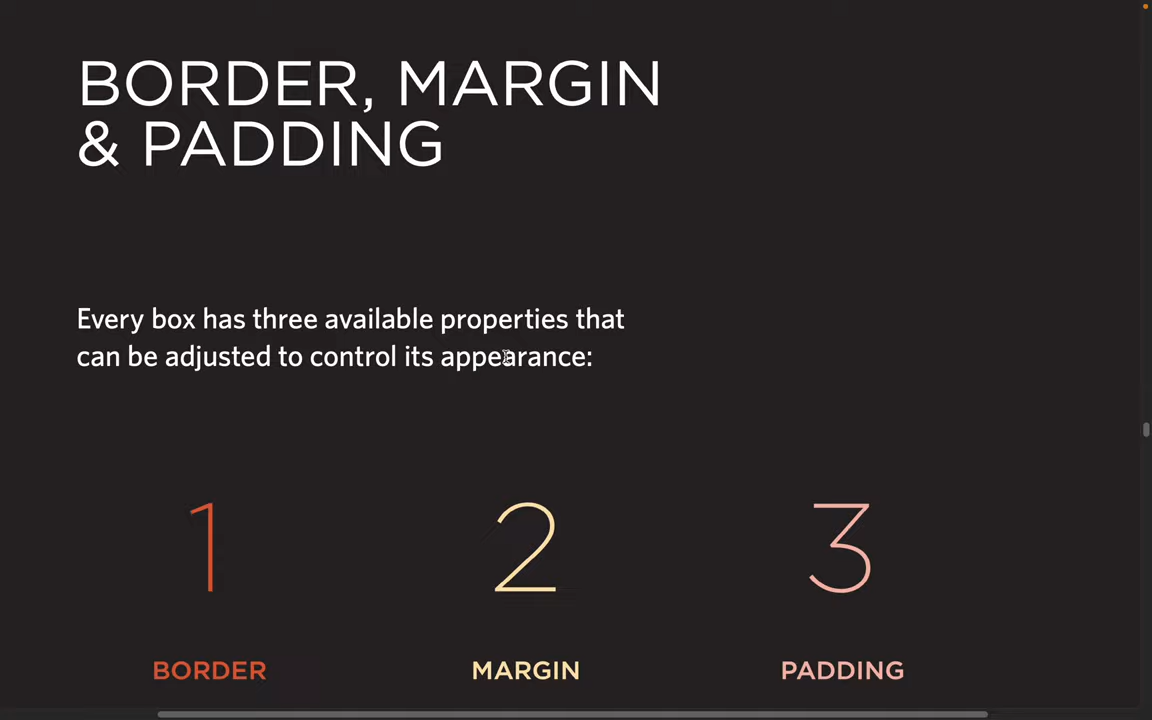 BORDER, MARGIN
& PADDING
Every box has three available properties that
can be adjusted to control its appearance:
1
2
3
BORDER
MARGIN
PADDING